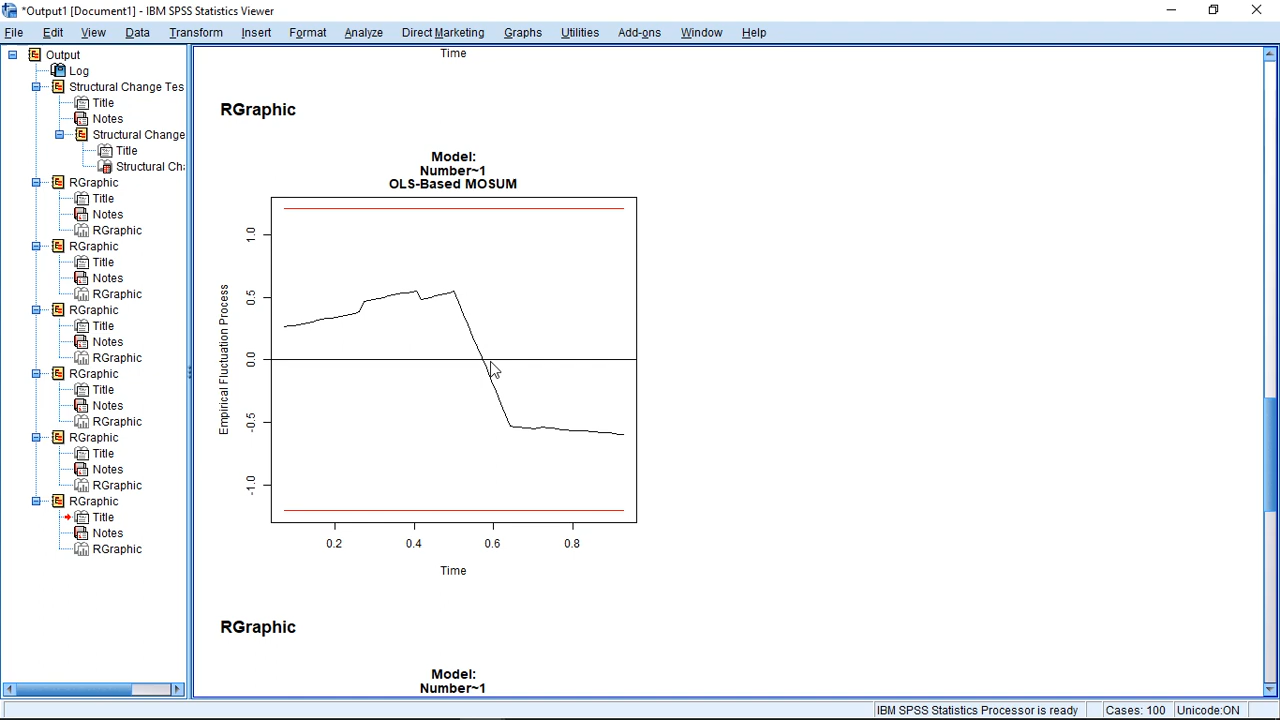 *Output1 [Document1] - IBM SPSS Statistics Viewer
File Edit View Data Transform Insert Format Analyze Direct Marketing Graphs Utilities Add-ons Window Help
Output
Log
Structural Change Tes
Title
Notes
Structural Change
Title
Structural Ch
RGraphic
Title
Notes
RGraphic
RGraphic
Title
Notes
RGraphic
RGraphic
Title
Notes
RGraphic
RGraphic
Title
Notes
RGraphic
RGraphic
Title
Notes
RGraphic
RGraphic
Title
Notes
RGraphic
Time
RGraphic
Model:
Number~1
OLS-Based MOSUM
Empirical Fluctuation Process
1.0
0.5
0.0
-0.5
-1.0
0.2 0.4 0.6 0.8
Time
RGraphic
Model:
Number~1
IBM SPSS Statistics Processor is ready Cases: 100 Unicode:ON